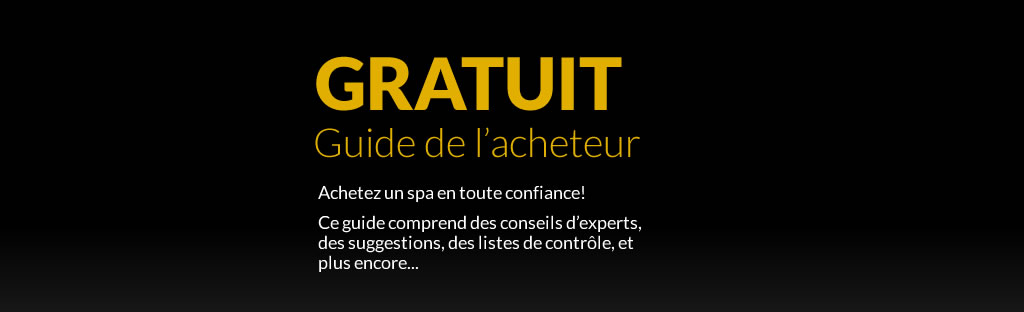 GRATUIT
Guide de l’acheteur
Achetez un spa en toute confiance!
Ce guide comprend des conseils d’experts,
des suggestions, des listes de contrôle, et
plus encore...